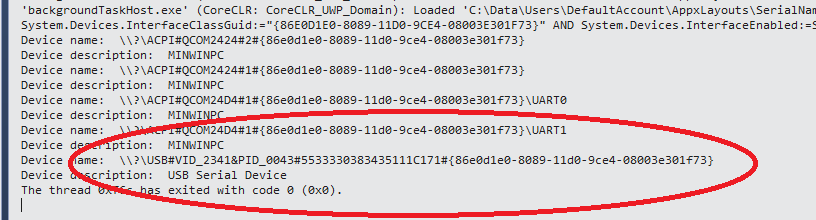 'backgroundTaskHost.exe' (CoreCLR: CoreCLR_UWP_Domain): Loaded 'C:\Data\Users\DefaultAccount\AppxLayouts\SerialNam
System.Devices.InterfaceClassGuid:="{86E0D1E0-8089-11D0-9CE4-08003E301F73}" AND System.Devices.InterfaceEnabled:=S
Device name:  \\?\ACPI#QCOM2424#2#{86e0d1e0-8089-11d0-9ce4-08003e301f73}
Device description:  MINWINPC
Device name:  \\?\ACPI#QCOM2424#1#{86e0d1e0-8089-11d0-9ce4-08003e301f73}
Device description:  MINWINPC
Device name:  \\?\ACPI#QCOM24D4#1#{86e0d1e0-8089-11d0-9ce4-08003e301f73}\UART0
Device description:  MINWINPC
Device name:  \\?\ACPI#QCOM24D4#1#{86e0d1e0-8089-11d0-9ce4-08003e301f73}\UART1
Device description:  MINWINPC
Device name:  \\?\USB#VID_2341&PID_0043#5533330383435111C171#{86e0d1e0-8089-11d0-9ce4-08003e301f73}
Device description:  USB Serial Device
The thread has exited with code 0 (0x0).